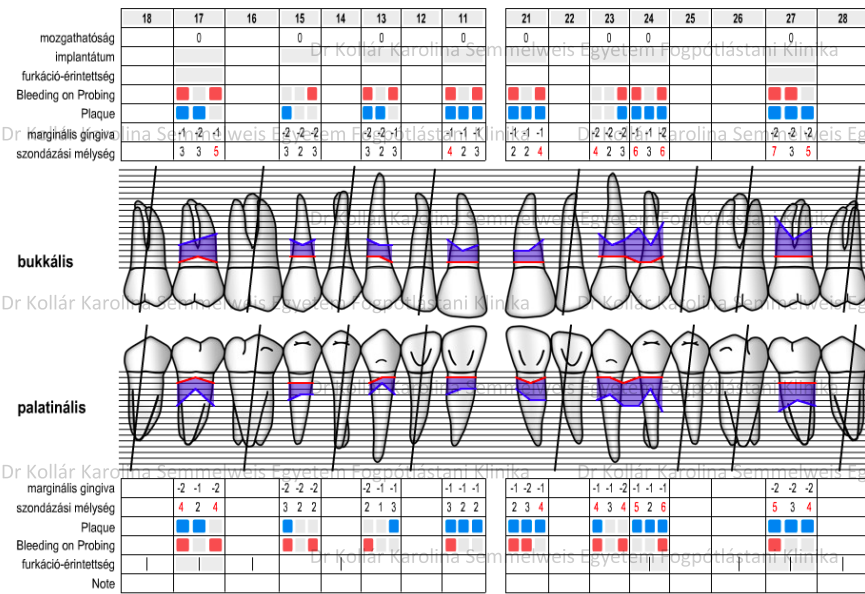 18 17 16 15 14 13 12 11 21 22 23 24 25 26 27 28
mozgathatóság 0 0 0 0 0 0 0 0
implantátum
furkáció-érintettség
Bleeding on Probing
Plaque
marginális gingiva -1 -2 -1 -2 -2 -2 -2 -2 -2 -1 -1 -1 -1 -1 -1 -2 -2 -2 -1 -1 -2 -2 -2 -2
szondázási mélység 3 3 5 3 2 3 3 2 3 4 2 3 2 2 4 4 2 3 6 3 6 7 3 5
bukkális
palatinális
marginális gingiva -2 -1 -2 -2 -2 -2 -2 -1 -1 -1 -1 -1 -1 -2 -1 -1 -1 -1 -1 -1 -1 -2 -2 -2
szondázási mélység 4 2 4 3 2 2 2 1 3 3 2 2 2 3 4 4 3 4 5 2 6 5 3 4
Plaque
Bleeding on Probing
furkáció-érintettség
Note
Dr Kollár Karolina Semmelweis Egyetem Fogpótlástani Klinika